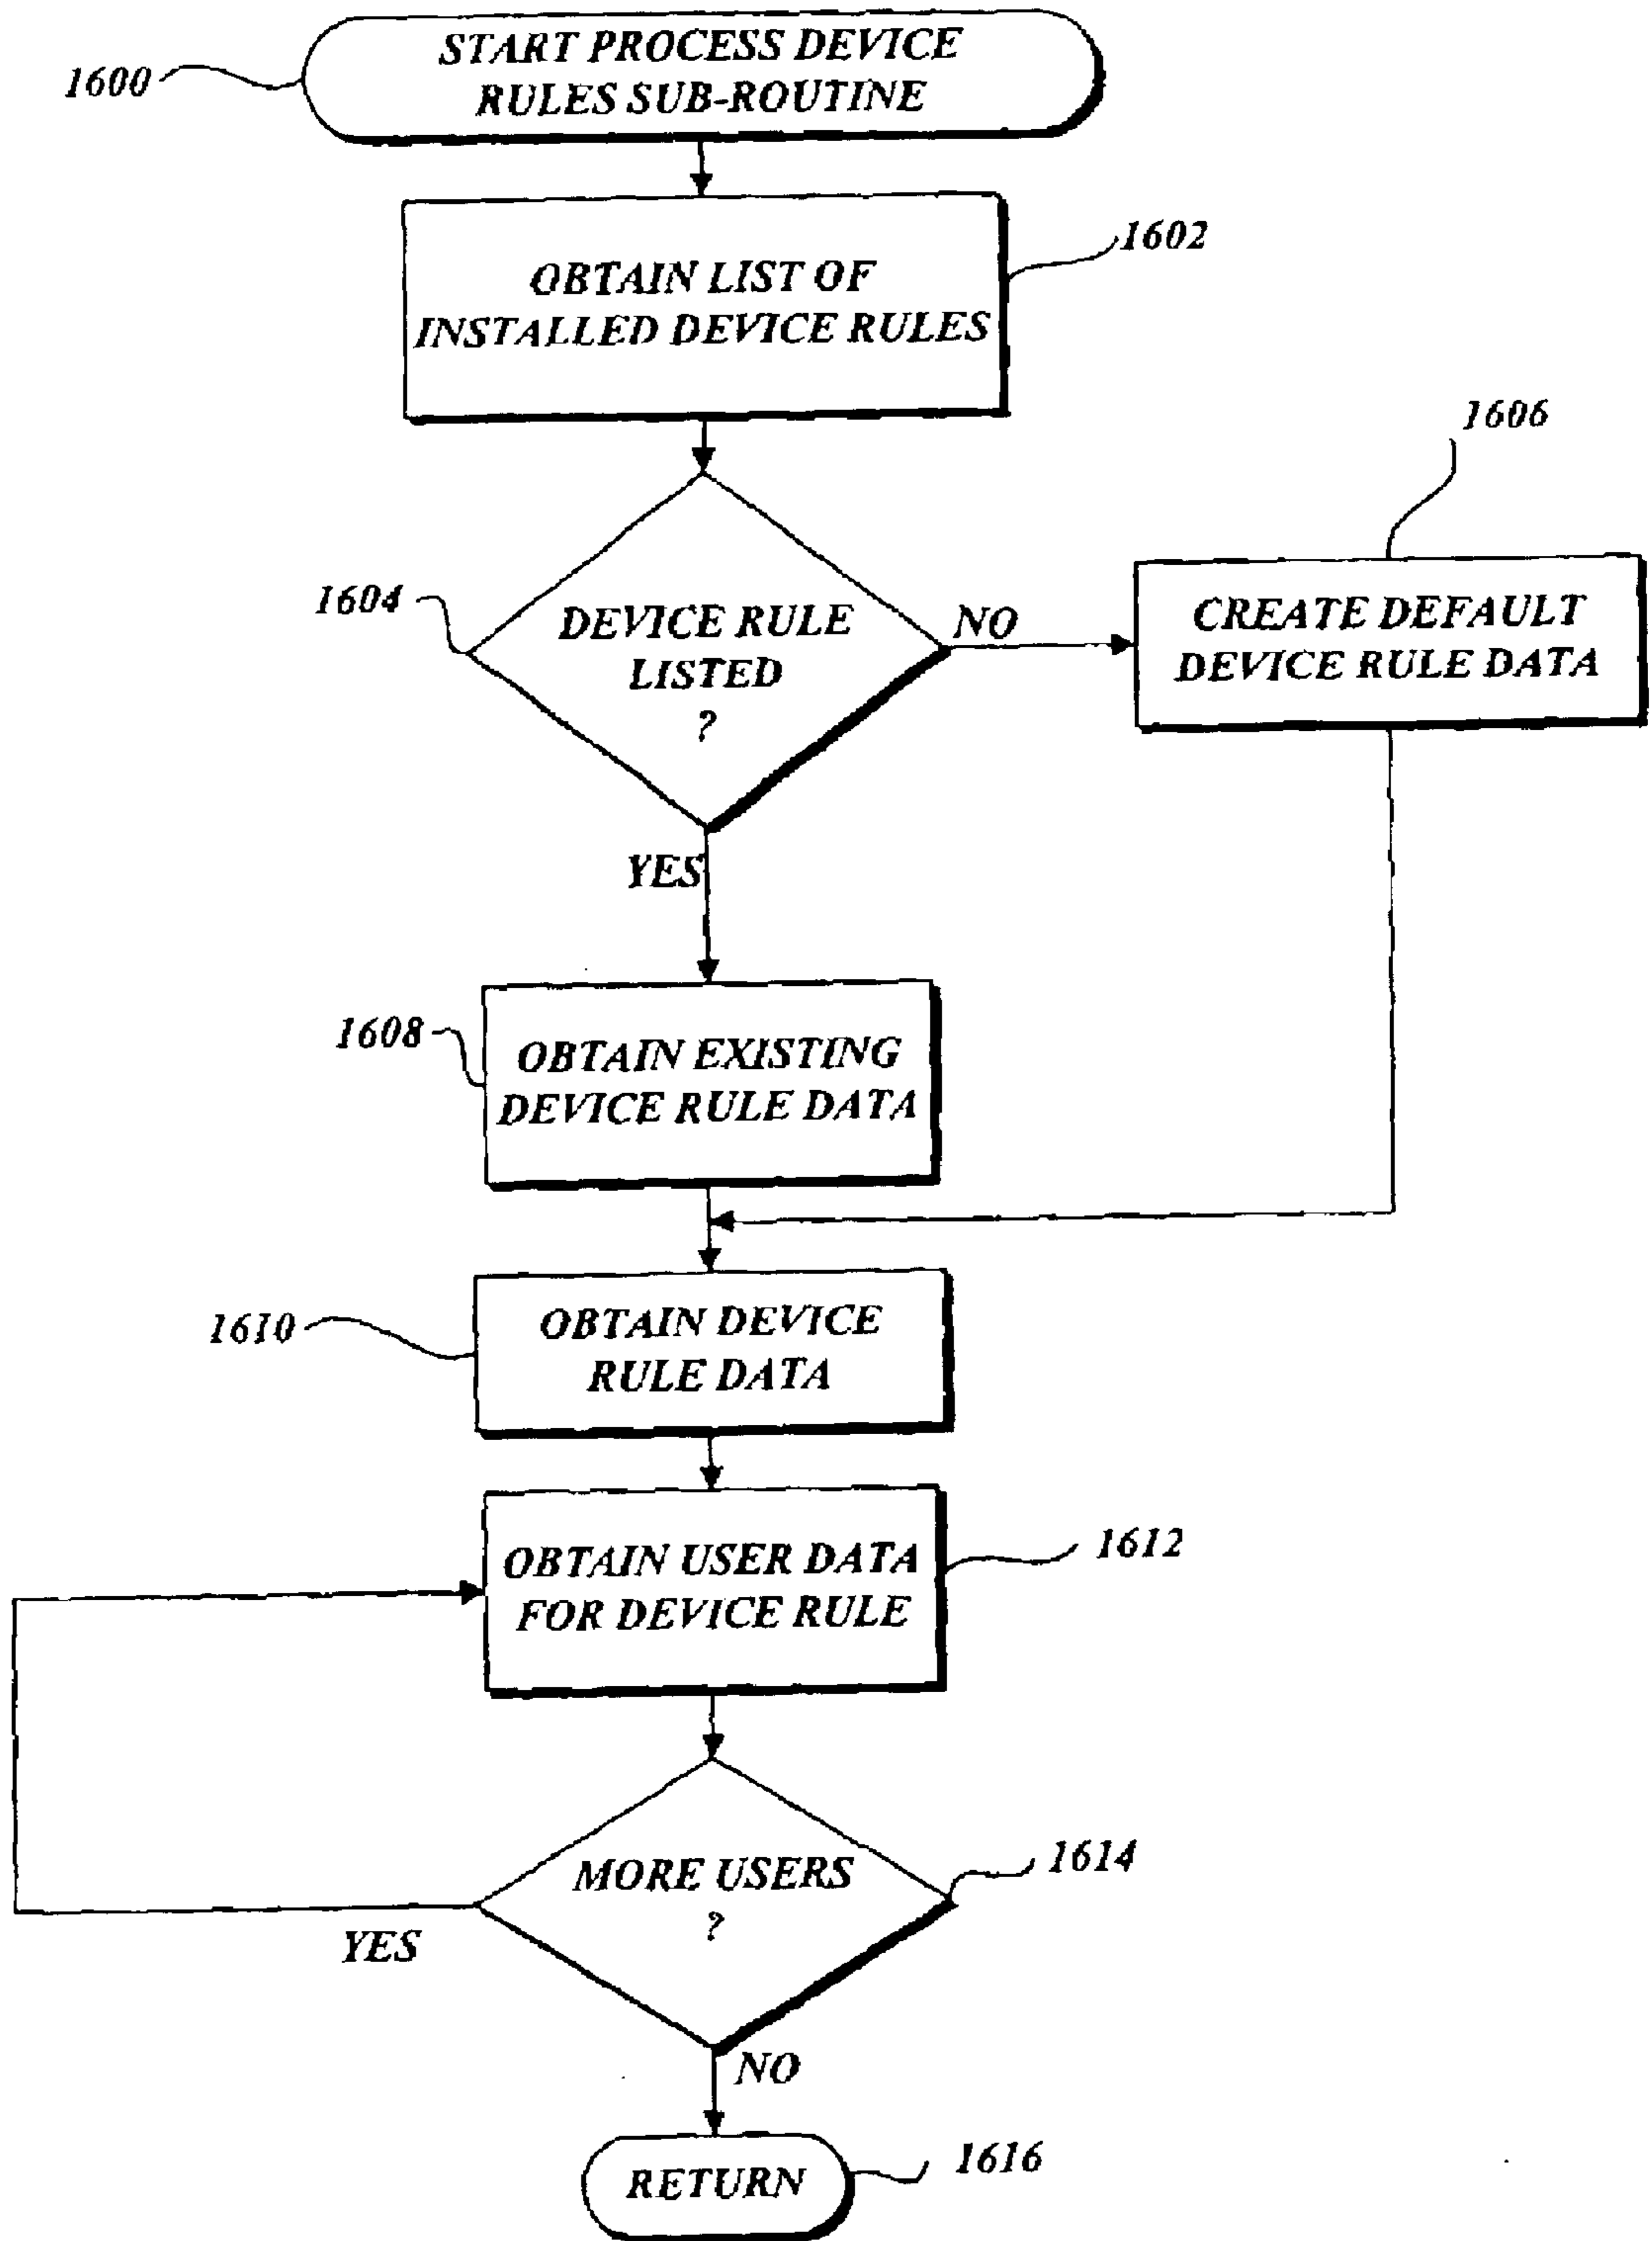 START PROCESS DEVICE
RULES SUB-ROUTINE
1600
OBTAIN LIST OF
INSTALLED DEVICE RULES
1602
1604
DEVICE RULE
LISTED
?
NO
1606
CREATE DEFAULT
DEVICE RULE DATA
YES
1608
OBTAIN EXISTING
DEVICE RULE DATA
1610
OBTAIN DEVICE
RULE DATA
OBTAIN USER DATA
FOR DEVICE RULE
1612
MORE USERS
?
1614
YES
NO
RETURN
1616